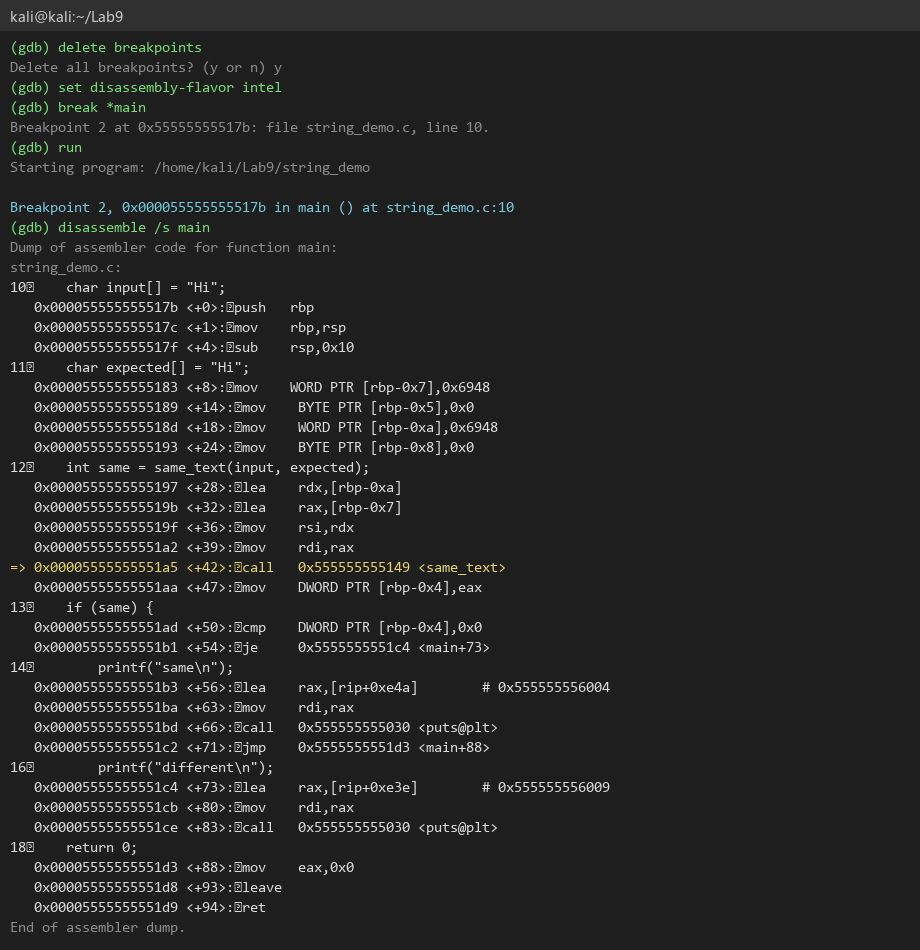 kali@kali:~/Lab9
(gdb) delete breakpoints
Delete all breakpoints? (y or n) y
(gdb) set disassembly-flavor intel
(gdb) break *main
Breakpoint 2 at 0x55555555517b: file string_demo.c, line 10.
(gdb) run
Starting program: /home/kali/Lab9/string_demo
Breakpoint 2, 0x000055555555517b in main () at string_demo.c:10
(gdb) disassemble /s main
Dump of assembler code for function main:
string_demo.c:
10    char input[] = "Hi";
   0x000055555555517b <+0>: push   rbp
   0x000055555555517c <+1>: mov    rbp,rsp
   0x000055555555517f <+4>: sub    rsp,0x10
11    char expected[] = "Hi";
   0x0000555555555183 <+8>: mov    WORD PTR [rbp-0x7],0x6948
   0x0000555555555189 <+14>: mov    BYTE PTR [rbp-0x5],0x0
   0x000055555555518d <+18>: mov    WORD PTR [rbp-0xa],0x6948
   0x0000555555555193 <+24>: mov    BYTE PTR [rbp-0x8],0x0
12    int same = same_text(input, expected);
   0x0000555555555197 <+28>: lea    rdx,[rbp-0xa]
   0x000055555555519b <+32>: lea    rax,[rbp-0x7]
   0x000055555555519f <+36>: mov    rsi,rdx
   0x00005555555551a2 <+39>: mov    rdi,rax
=> 0x00005555555551a5 <+42>: call   0x555555555149 <same_text>
   0x00005555555551aa <+47>: mov    DWORD PTR [rbp-0x4],eax
13    if (same) {
   0x00005555555551ad <+50>: cmp    DWORD PTR [rbp-0x4],0x0
   0x00005555555551b1 <+54>: je     0x5555555551c4 <main+73>
14        printf("same\n");
   0x00005555555551b3 <+56>: lea    rax,[rip+0xe4a]        # 0x555555556004
   0x00005555555551ba <+63>: mov    rdi,rax
   0x00005555555551bd <+66>: call   0x555555555030 <puts@plt>
   0x00005555555551c2 <+71>: jmp    0x5555555551d3 <main+88>
16        printf("different\n");
   0x00005555555551c4 <+73>: lea    rax,[rip+0xe3e]        # 0x555555556009
   0x00005555555551cb <+80>: mov    rdi,rax
   0x00005555555551ce <+83>: call   0x555555555030 <puts@plt>
18    return 0;
   0x00005555555551d3 <+88>: mov    eax,0x0
   0x00005555555551d8 <+93>: leave
   0x00005555555551d9 <+94>: ret
End of assembler dump.